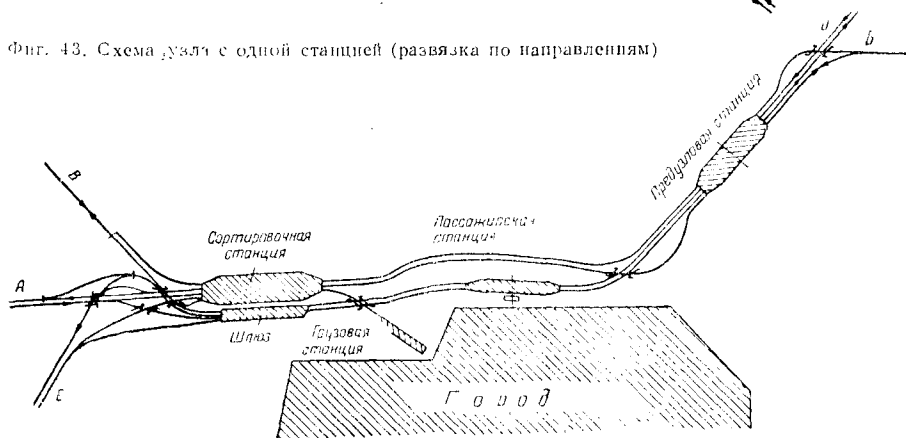 Фиг. 43. Схема узла с одной станцией (развязка по направлениям)
d
b
Предузловая станция
B
Пассажирская
станция
Сортировочная
станция
A
Шлюз
Грузовая
станция
E
Город